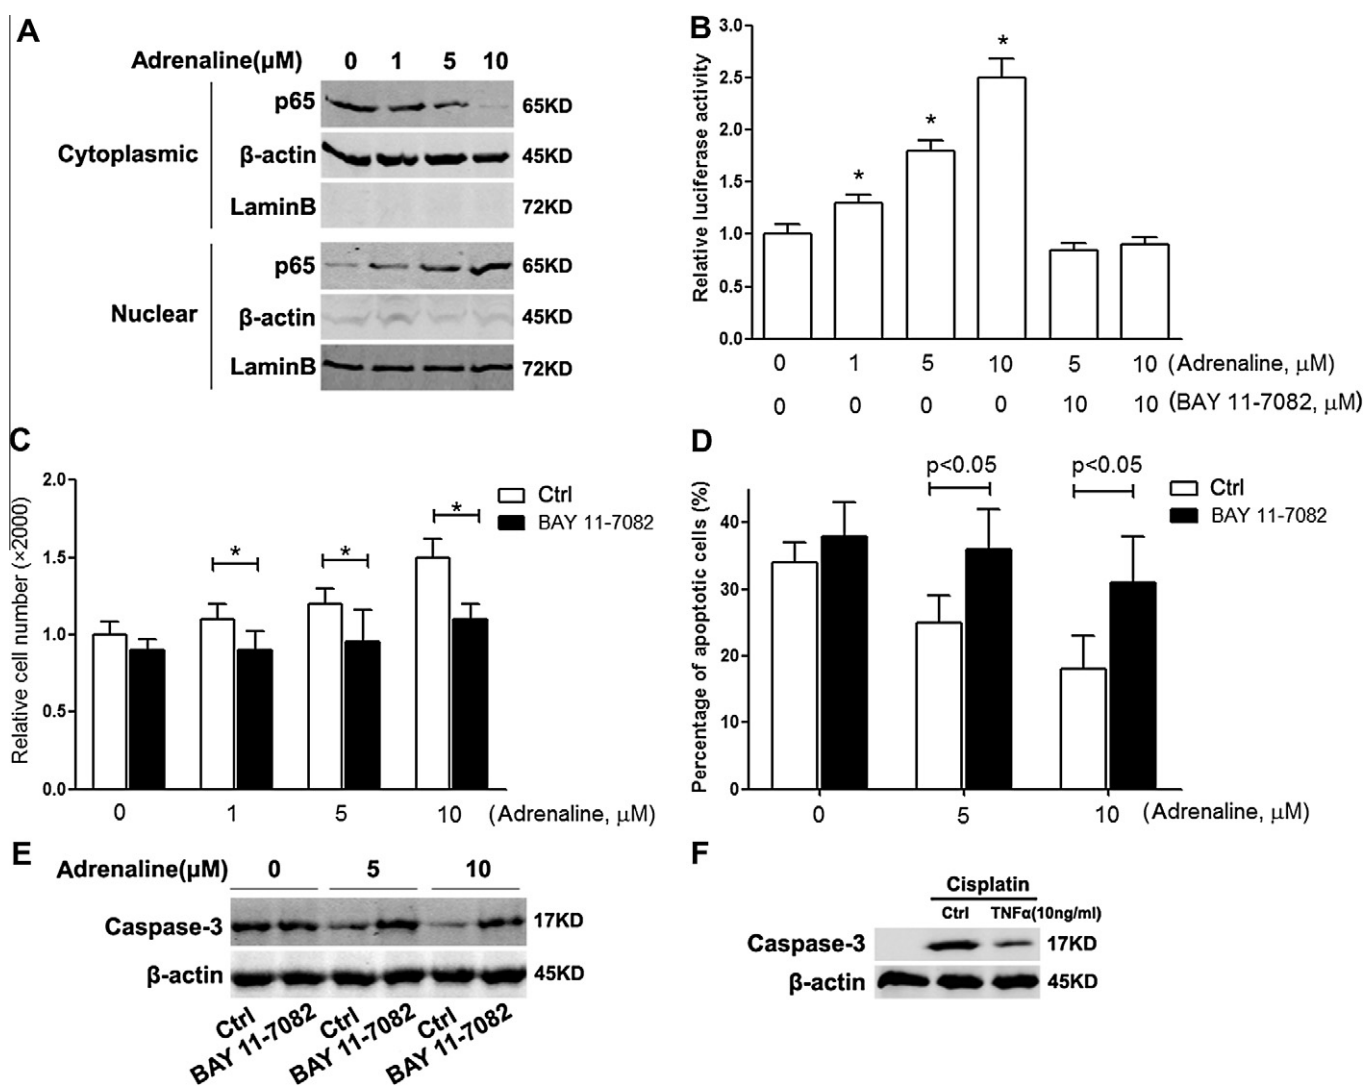 A
Adrenaline(μM) 0 1 5 10
Cytoplasmic
p65 65KD
β-actin 45KD
LaminB 72KD
Nuclear
p65 65KD
β-actin 45KD
LaminB 72KD
B
Relative luciferase activity
3.0
2.5
2.0
1.5
1.0
0.5
0.0
* * *
0 1 5 10 5 10 (Adrenaline, μM)
0 0 0 0 10 10 (BAY 11-7082, μM)
C
Relative cell number (×2000)
2.0
1.5
1.0
0.5
0.0
* * *
Ctrl
BAY 11-7082
0 1 5 10 (Adrenaline, μM)
D
Percentage of apoptotic cells (%)
40
30
20
10
0
p<0.05 p<0.05
Ctrl
BAY 11-7082
0 5 10 (Adrenaline, μM)
E
Adrenaline(μM) 0 5 10
Caspase-3 17KD
β-actin 45KD
Ctrl BAY 11-7082 Ctrl BAY 11-7082 Ctrl BAY 11-7082
F
Cisplatin
Ctrl TNFα(10ng/ml)
Caspase-3 17KD
β-actin 45KD